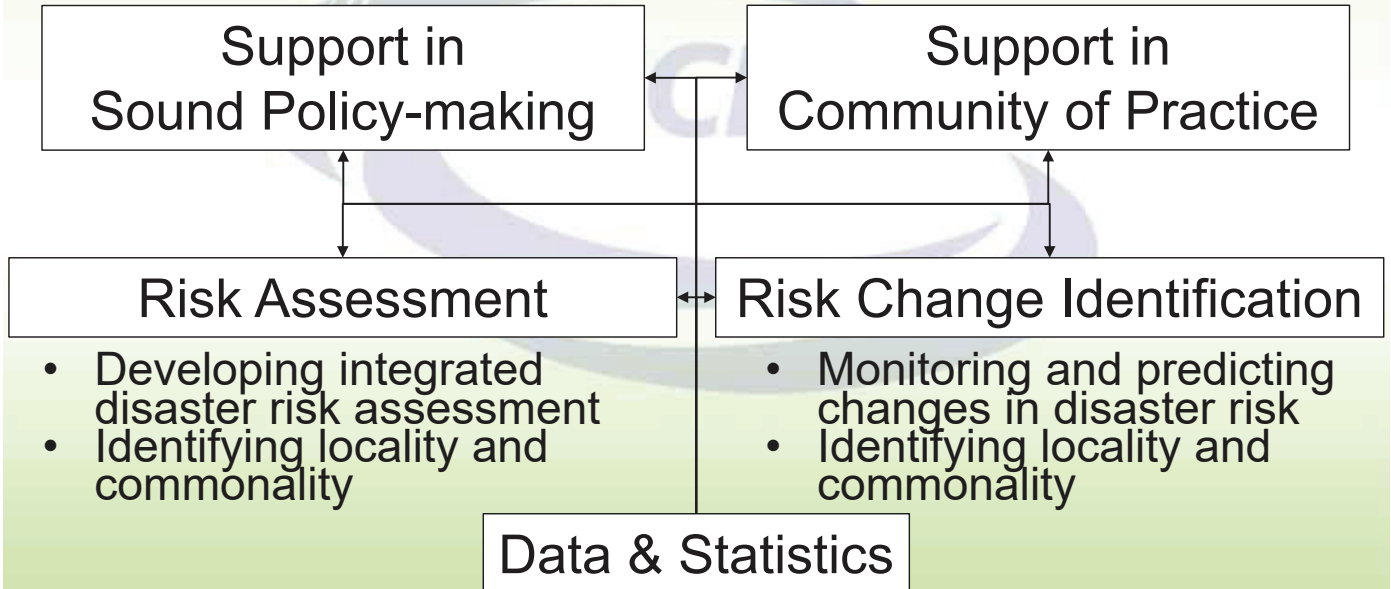 Support in
Sound Policy-making
Support in
Community of Practice
Risk Assessment
• Developing integrated
disaster risk assessment
• Identifying locality and
commonality
Risk Change Identification
• Monitoring and predicting
changes in disaster risk
• Identifying locality and
commonality
Data & Statistics